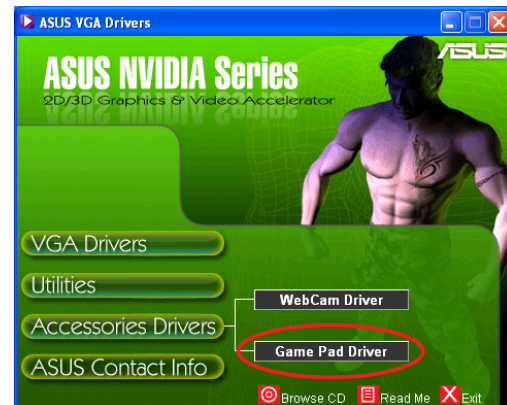 ASUS VGA Drivers
ASUS
ASUS NVIDIA Series
2D/3D Graphics & Video Accelerator
VGA Drivers
Utilities
WebCam Driver
Accessories Drivers
Game Pad Driver
ASUS Contact Info
Browse CD Read Me Exit